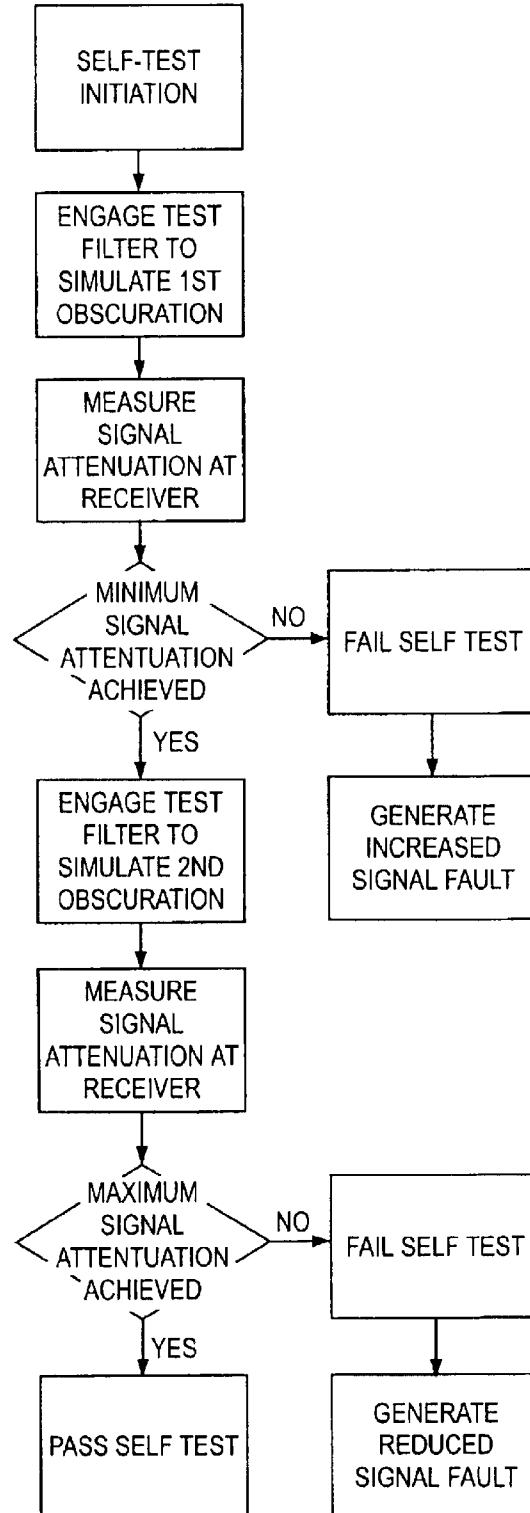 SELF-TEST
INITIATION
ENGAGE TEST
FILTER TO
SIMULATE 1ST
OBSCURATION
MEASURE
SIGNAL
ATTENUATION AT
RECEIVER
MINIMUM
SIGNAL
ATTENTUATION
ACHIEVED
NO
FAIL SELF TEST
YES
GENERATE
INCREASED
SIGNAL FAULT
ENGAGE TEST
FILTER TO
SIMULATE 2ND
OBSCURATION
MEASURE
SIGNAL
ATTENUATION AT
RECEIVER
MAXIMUM
SIGNAL
ATTENTUATION
ACHIEVED
NO
FAIL SELF TEST
YES
PASS SELF TEST
GENERATE
REDUCED
SIGNAL FAULT